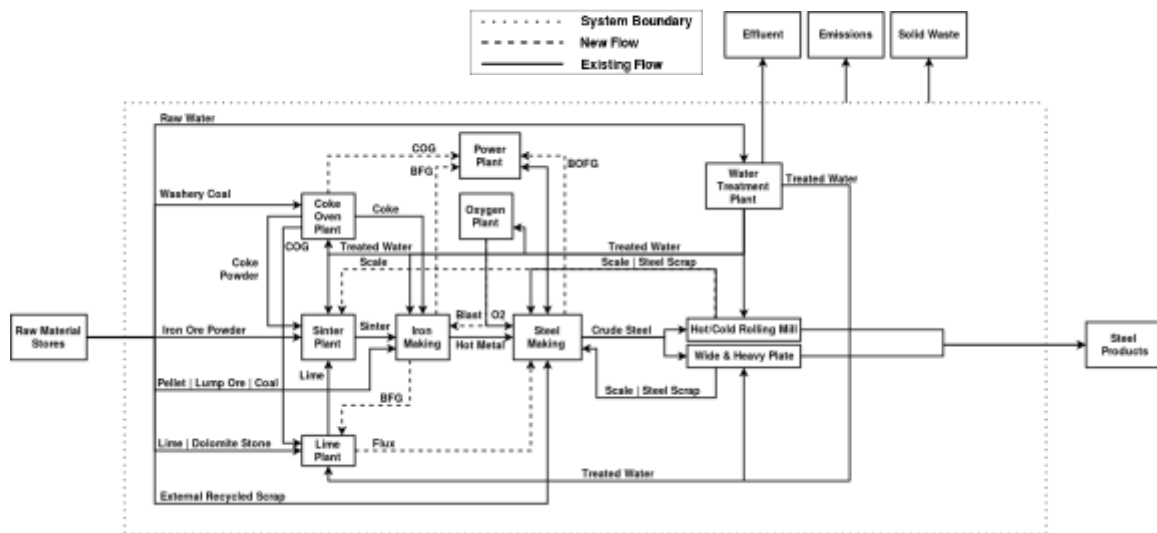 System Boundary
New Flow
Existing Flow
Effluent
Emissions
Solid Waste
Raw Water
COG
Power
Plant
BFG
BOFG
Water
Treatment
Plant
Treated Water
Washery Coal
Coke
Oven
Plant
Coke
Oxygen
Plant
COG
Treated Water
Treated Water
Coke
Powder
Scale
Scale | Steel Scrap
Raw Material
Stores
Iron Ore Powder
Sinter
Plant
Sinter
Iron
Making
Blast
O2
Hot Metal
Steel
Making
Crude Steel
Hot/Cold Rolling Mill
Wide & Heavy Plate
Steel
Products
Pellet | Lump Ore | Coal
Lime
BFG
Scale | Steel Scrap
Lime | Dolomite Stone
Lime
Plant
Flux
Treated Water
External Recycled Scrap